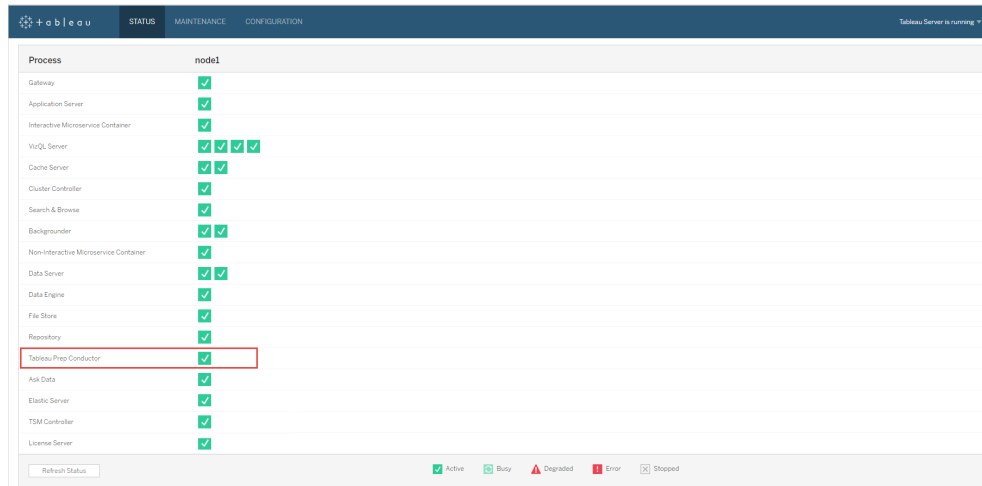 +ableau STATUS MAINTENANCE CONFIGURATION Tableau Server is running
Process node1
Gateway
Application Server
Interactive Microservice Container
VizQL Server
Cache Server
Cluster Controller
Search & Browse
Backgrounder
Non-Interactive Microservice Container
Data Server
Data Engine
File Store
Repository
Tableau Prep Conductor
Ask Data
Elastic Server
TSM Controller
License Server
Refresh Status Active Busy Degraded Error Stopped